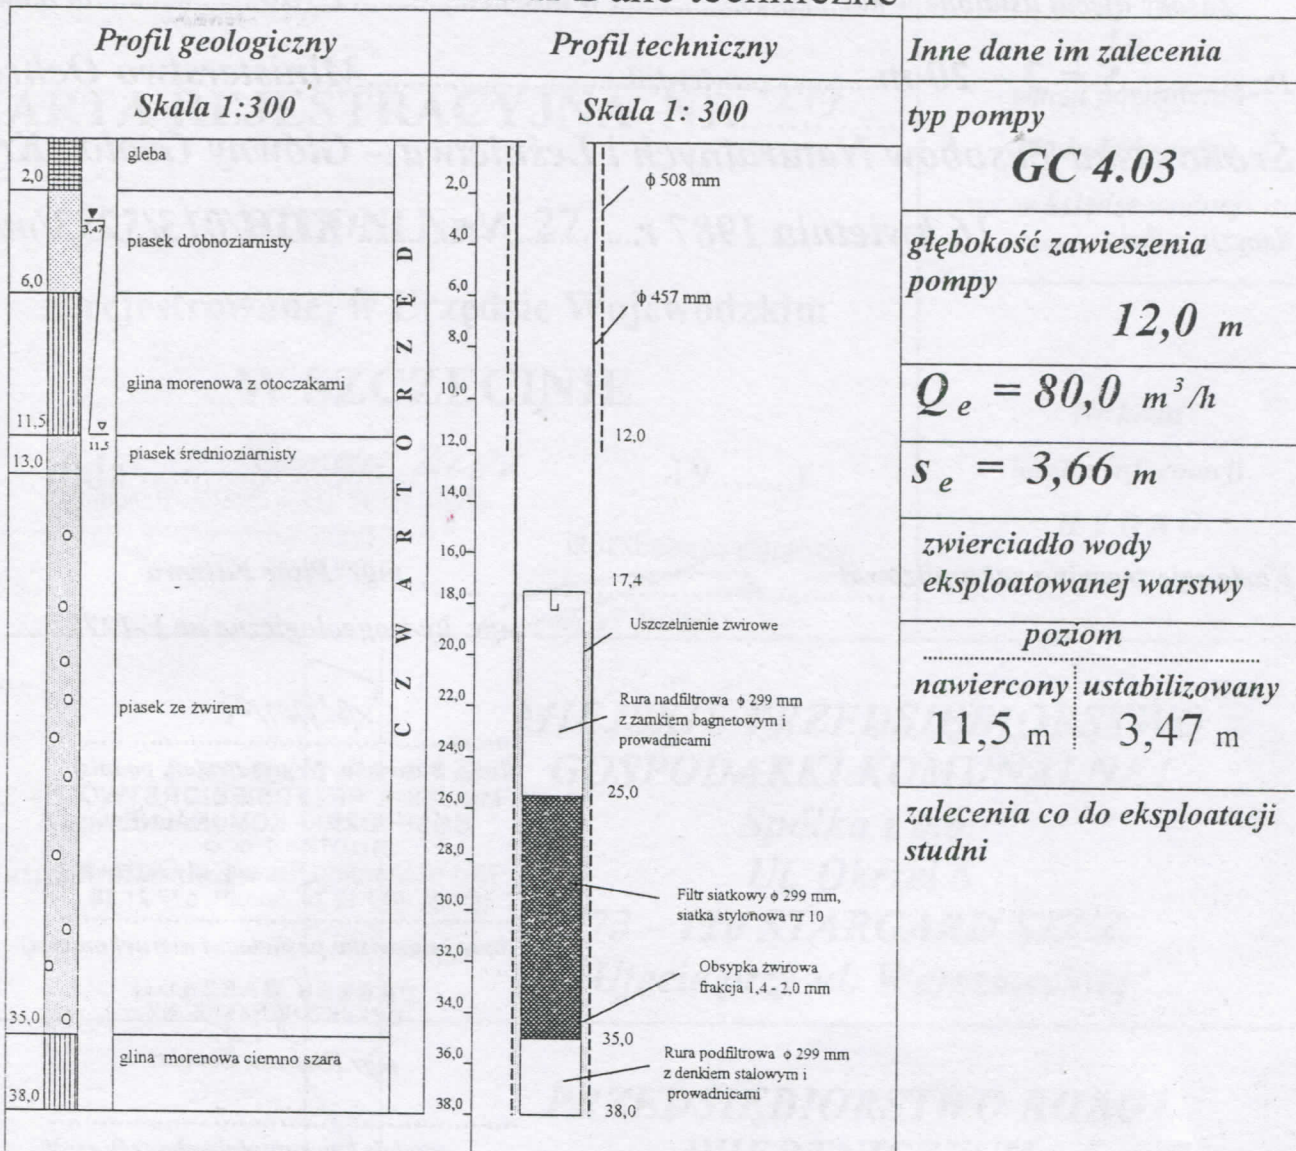 Dane techniczne
Profil geologiczny
Skala 1:300
gleba
2,0
3,47
piasek drobnoziarnisty
6,0
glina morenowa z otoczakami
11,5
11,5
piasek średnioziarnisty
13,0
piasek ze żwirem
35,0
glina morenowa ciemno szara
38,0
C Z W A R T O R Z Ę D
Profil techniczny
Skala 1: 300
2,0
4,0
6,0
8,0
10,0
12,0
14,0
16,0
18,0
20,0
22,0
24,0
26,0
28,0
30,0
32,0
34,0
36,0
38,0
ϕ 508 mm
ϕ 457 mm
12,0
17,4
Uszczelnienie żwirowe
Rura nadfiltrowa ϕ 299 mm
z zamkiem bagnetowym i
prowadnicami
25,0
Filtr siatkowy ϕ 299 mm,
siatka stylonowa nr 10
Obsypka żwirowa
frakcja 1,4 - 2,0 mm
35,0
Rura podfiltrowa ϕ 299 mm
z denkiem stalowym i
prowadnicami
38,0
Inne dane im zalecenia
typ pompy
GC 4.03
głębokość zawieszenia
pompy
12,0 m
Q e = 80,0 m³/h
s e = 3,66 m
zwierciadło wody
eksploatowanej warstwy
poziom
nawiercony ustabilizowany
11,5 m 3,47 m
zalecenia co do eksploatacji
studni